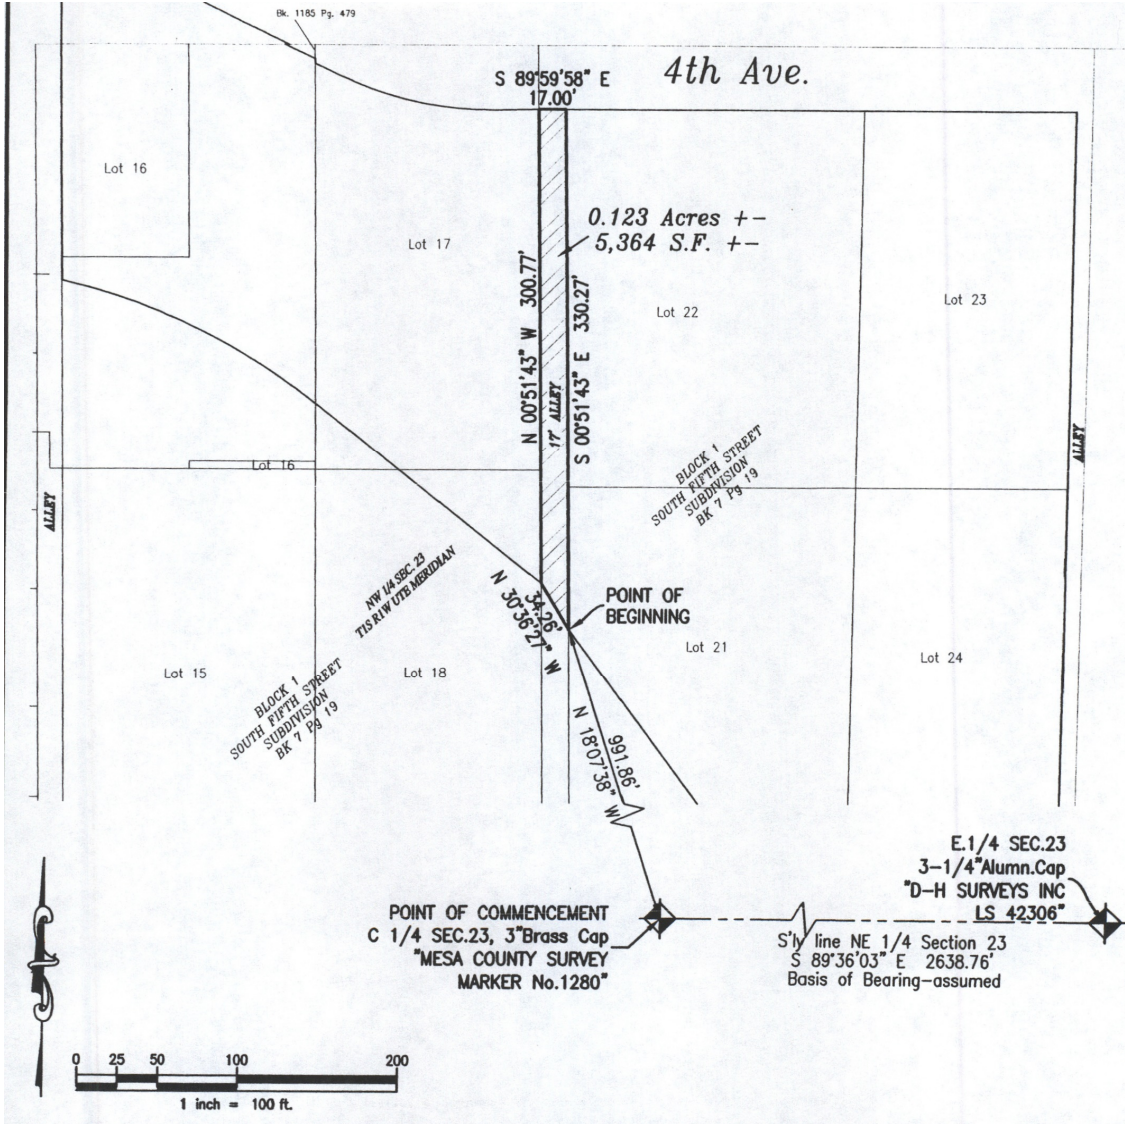 Bk. 1185 Pg. 479
S 89°59'58" E
17.00'
4th Ave.
Lot 16
0.123 Acres +-
5,364 S.F. +-
Lot 17
N 00°51'43" W 300.77'
17' ALLEY
S 00°51'43" E 330.27'
Lot 22
Lot 23
BLOCK 1
SOUTH FIFTH STREET
SUBDIVISION
BK 7 Pg 19
ALLEY
Lot 16
ALLEY
NW 1/4 SEC. 23
T1S R1W UTE MERIDIAN
34.26'
N 30°36'27" W
POINT OF
BEGINNING
Lot 21
Lot 24
Lot 15
Lot 18
BLOCK 1
SOUTH FIFTH STREET
SUBDIVISION
BK 7 Pg 19
991.86'
N 18°07'38" W
E.1/4 SEC.23
3-1/4"Alumn.Cap
"D-H SURVEYS INC
LS 42306"
POINT OF COMMENCEMENT
C 1/4 SEC.23, 3"Brass Cap
"MESA COUNTY SURVEY
MARKER No.1280"
S'ly line NE 1/4 Section 23
S 89°36'03" E 2638.76'
Basis of Bearing-assumed
0 25 50 100 200
1 inch = 100 ft.